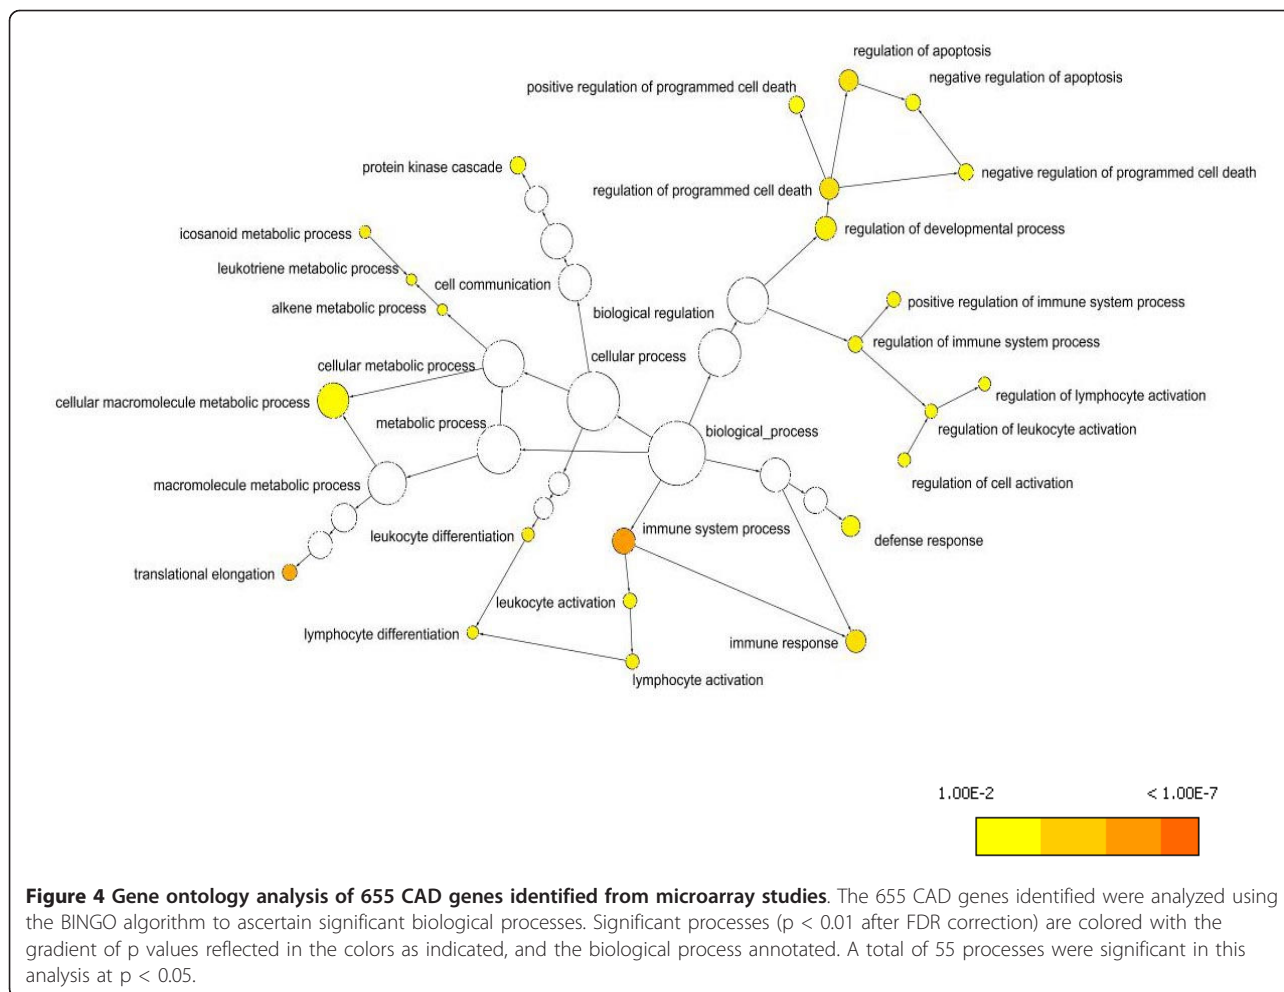 regulation of apoptosis
negative regulation of apoptosis
positive regulation of programmed cell death
protein kinase cascade
negative regulation of programmed cell death
regulation of programmed cell death
regulation of developmental process
icosanoid metabolic process
leukotriene metabolic process
cell communication
alkene metabolic process
biological regulation
positive regulation of immune system process
regulation of immune system process
cellular process
cellular metabolic process
cellular macromolecule metabolic process
regulation of lymphocyte activation
metabolic process
biological_process
regulation of leukocyte activation
macromolecule metabolic process
regulation of cell activation
immune system process
leukocyte differentiation
defense response
translational elongation
leukocyte activation
lymphocyte differentiation
immune response
lymphocyte activation
1.00E-2 < 1.00E-7
Figure 4 Gene ontology analysis of 655 CAD genes identified from microarray studies. The 655 CAD genes identified were analyzed using
the BINGO algorithm to ascertain significant biological processes. Significant processes (p < 0.01 after FDR correction) are colored with the
gradient of p values reflected in the colors as indicated, and the biological process annotated. A total of 55 processes were significant in this
analysis at p < 0.05.